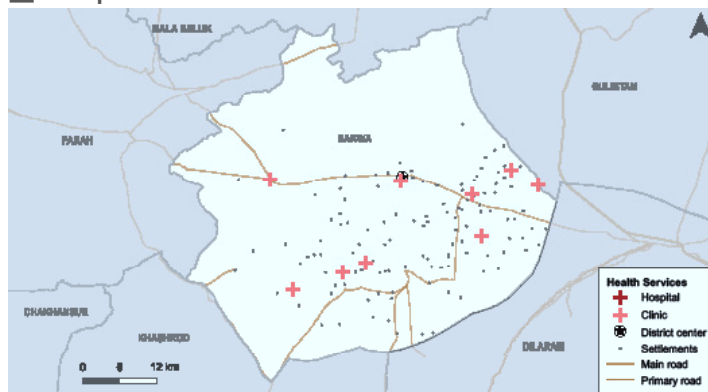 BALA BULUK
GULISTAN
FARAH
BAKWA
CHAKHANSUR
KHASHROD
DILARAM
0 6 12 km
Health Services
Hospital
Clinic
District center
Settlements
Main road
Primary road